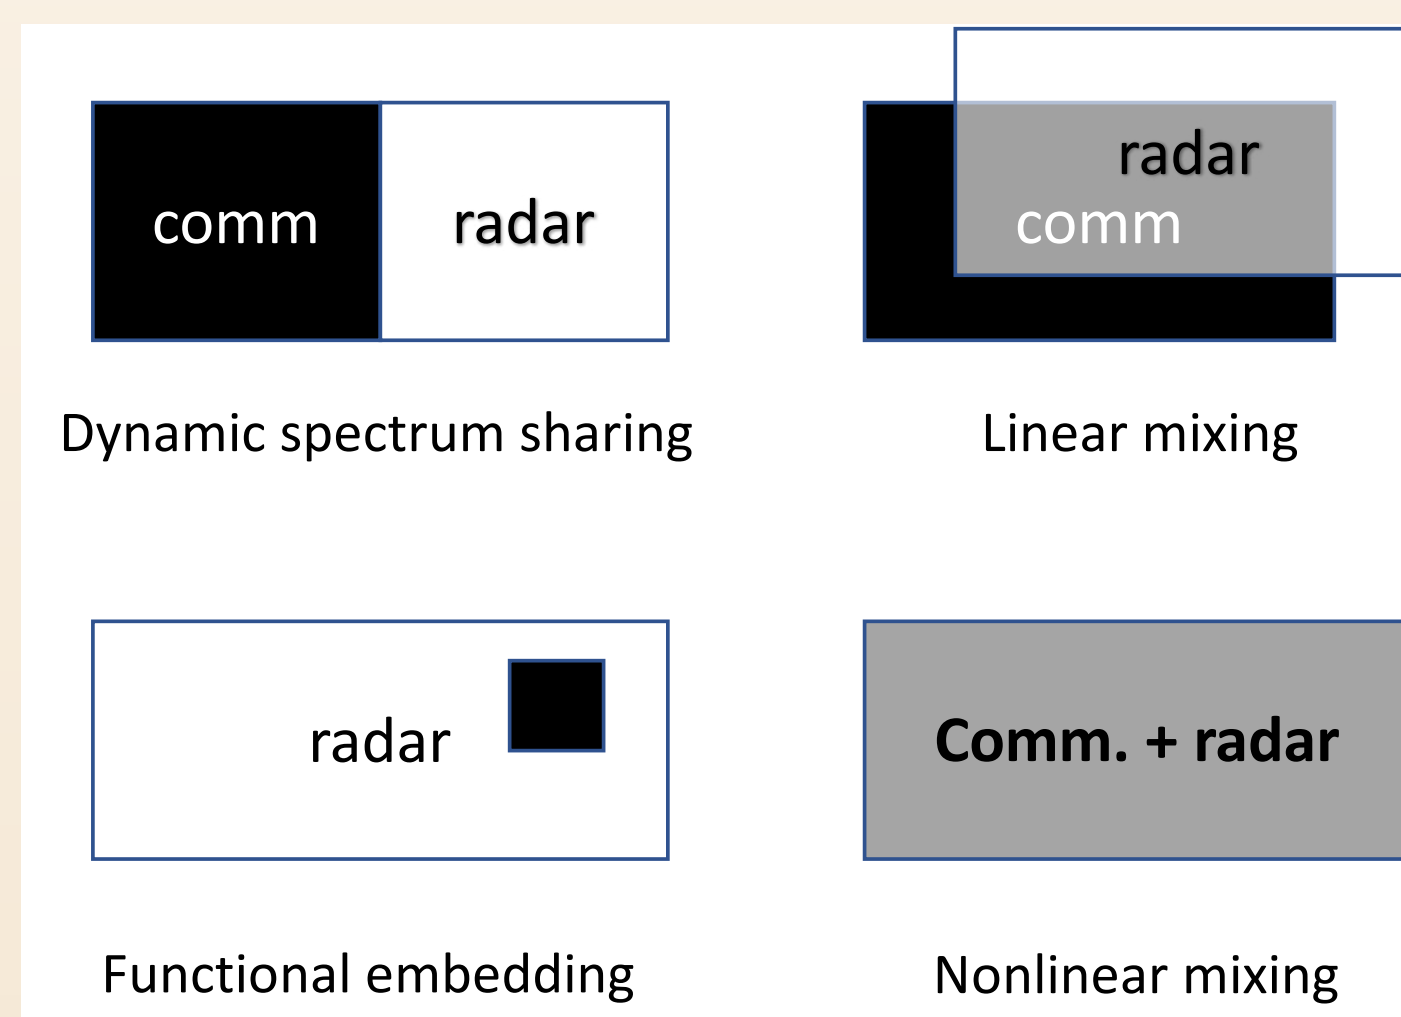 comm
radar
radar
comm
Dynamic spectrum sharing
Linear mixing
radar
Comm. + radar
Functional embedding
Nonlinear mixing